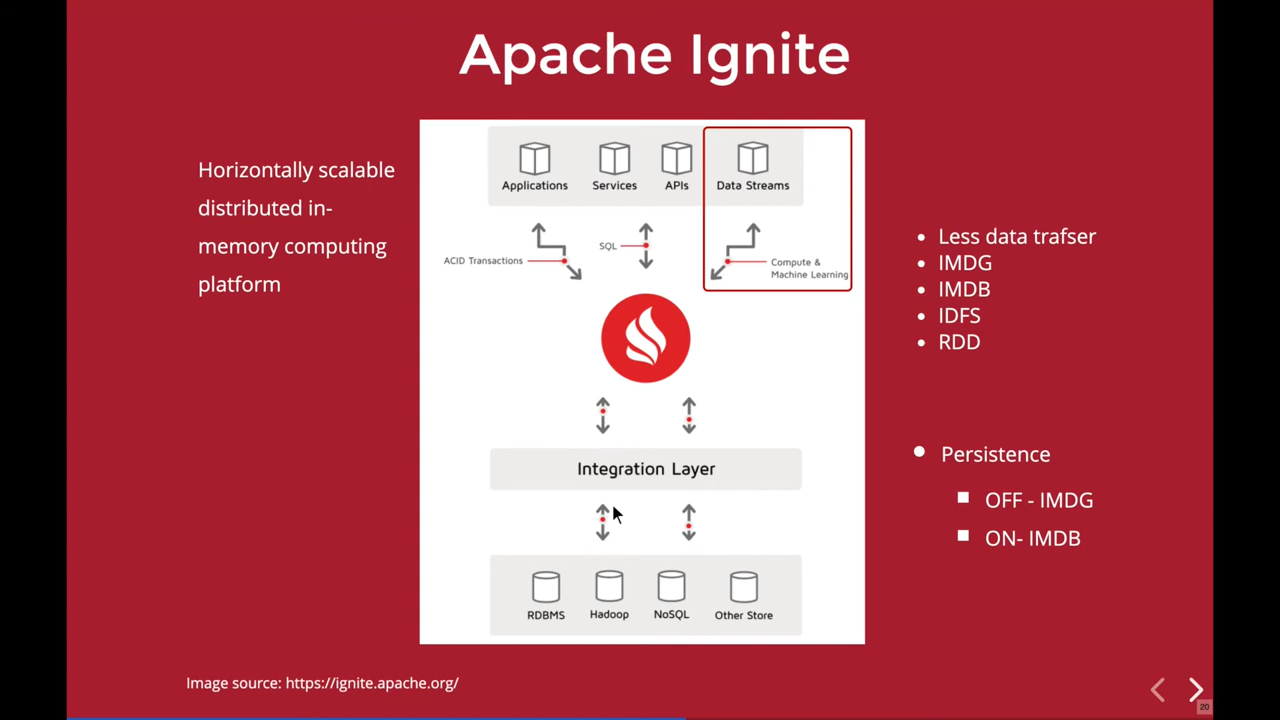 Apache Ignite
Horizontally scalable
distributed in-
memory computing
platform
Applications
Services
APIs
Data Streams
ACID Transactions
SQL
Compute &
Machine Learning
Integration Layer
RDBMS
Hadoop
NoSQL
Other Store
Less data trafser
IMDG
IMDB
IDFS
RDD
Persistence
OFF - IMDG
ON- IMDB
Image source: https://ignite.apache.org/
20